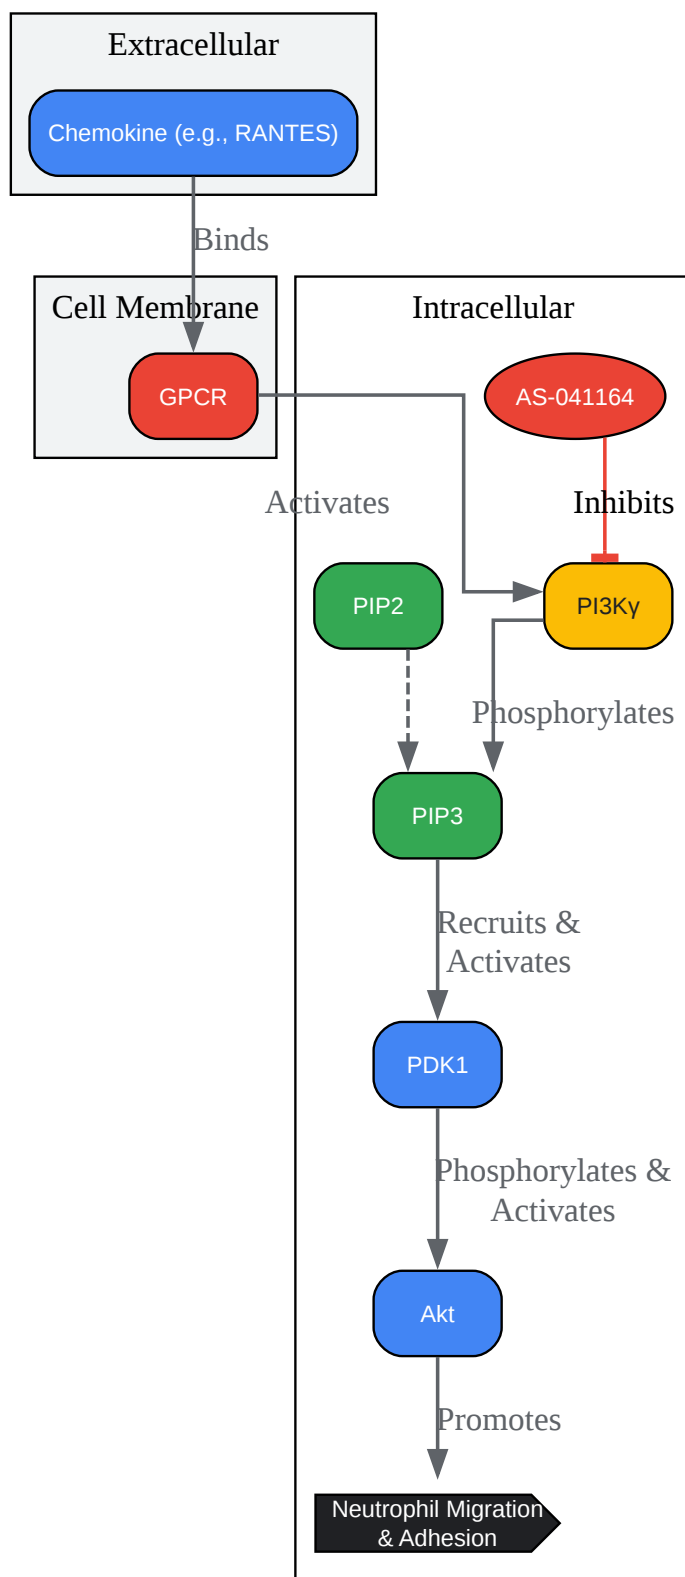 Extracellular
Chemokine (e.g., RANTES)
Binds
Cell Membrane
Intracellular
GPCR
AS-041164
Activates
Inhibits
PIP2
PI3Kγ
Phosphorylates
PIP3
Recruits &
Activates
PDK1
Phosphorylates &
Activates
Akt
Promotes
Neutrophil Migration
& Adhesion